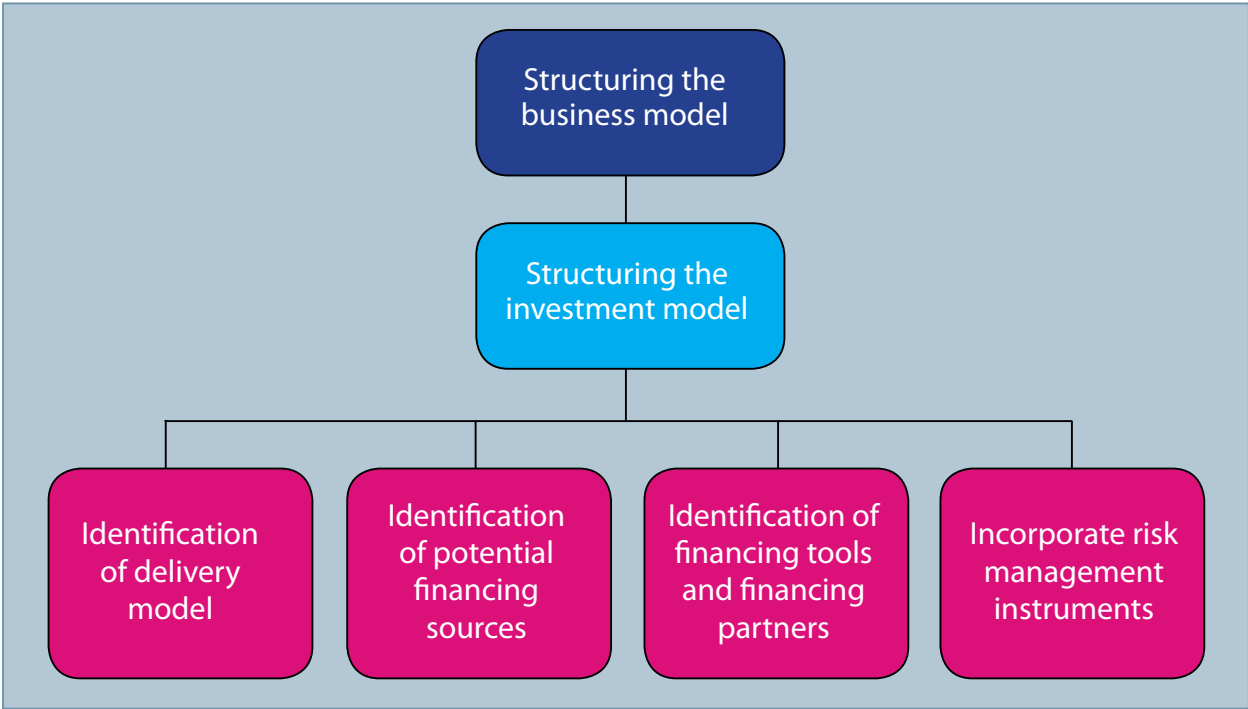 Structuring the
business model
Structuring the
investment model
Identification
of delivery
model
Identification
of potential
financing
sources
Identification of
financing tools
and financing
partners
Incorporate risk
management
instruments